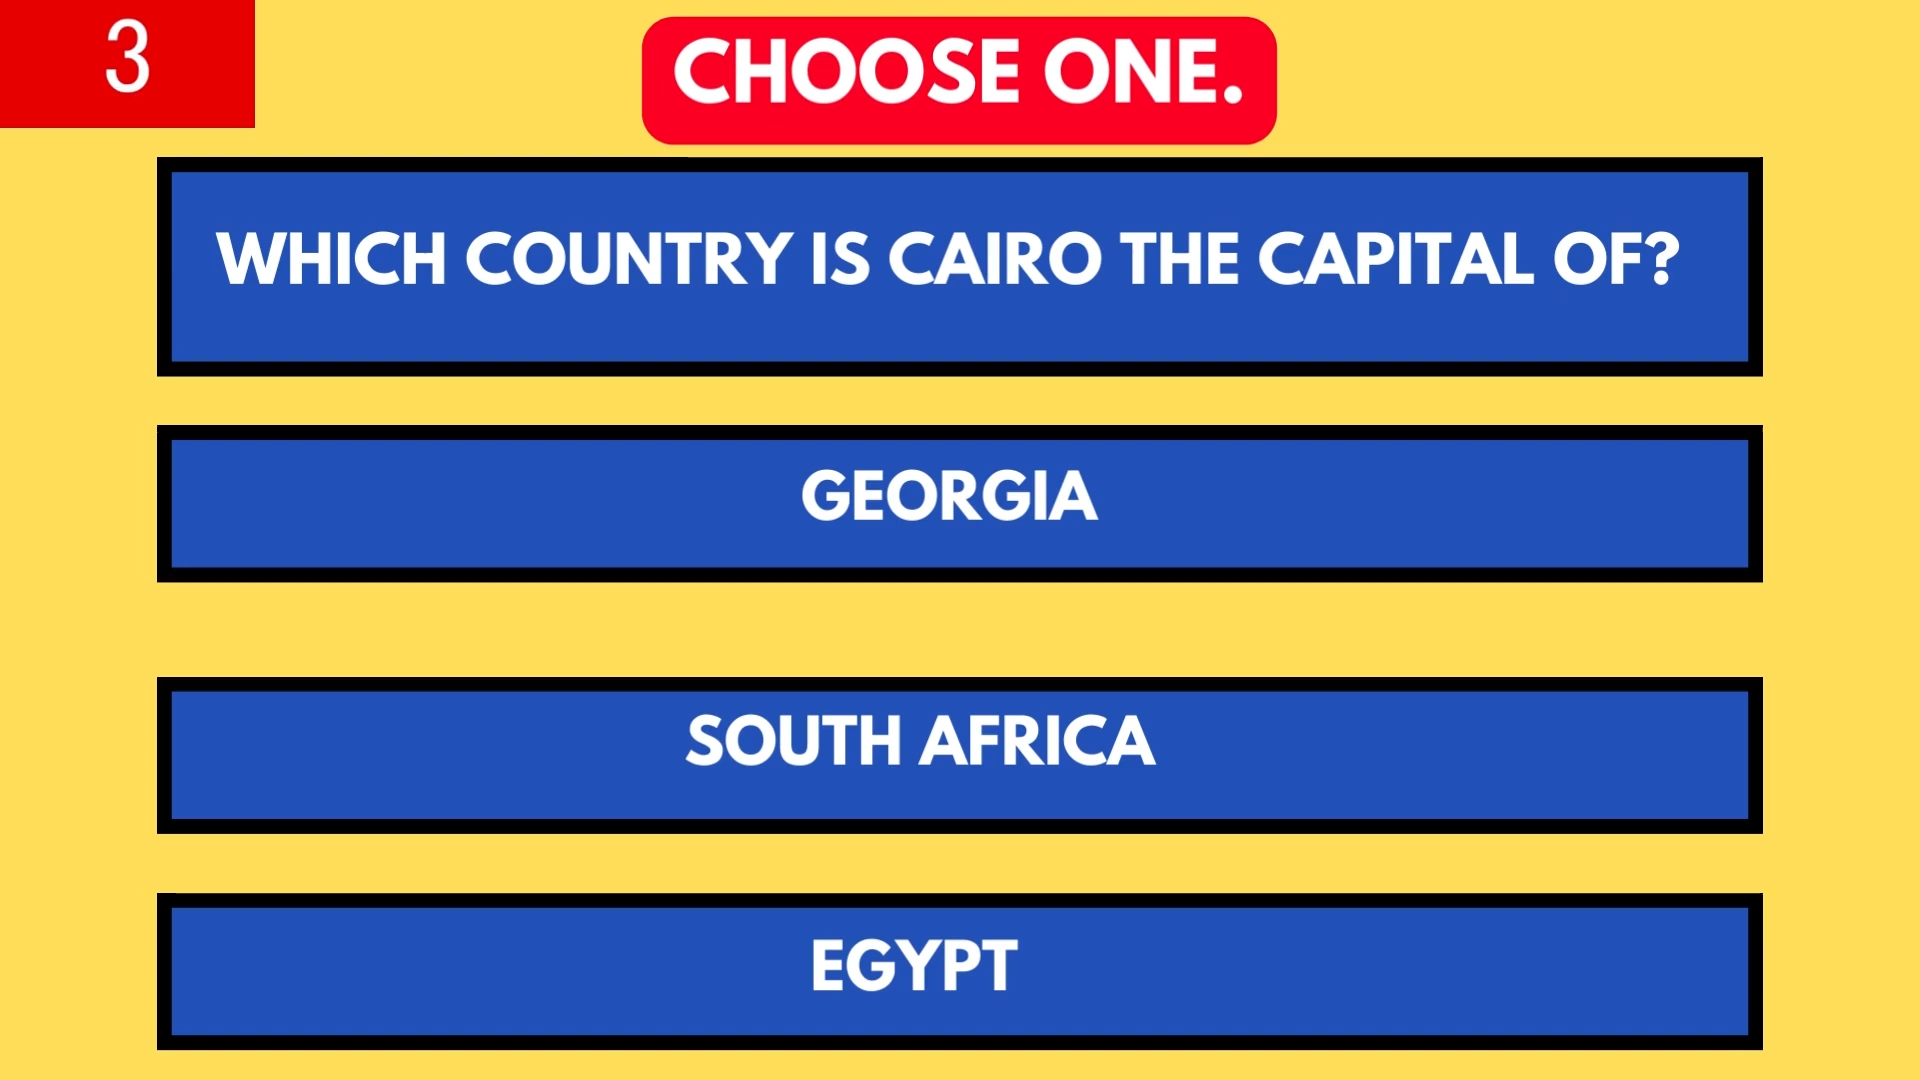 3
CHOOSE ONE.
WHICH COUNTRY IS CAIRO THE CAPITAL OF?
GEORGIA
SOUTH AFRICA
EGYPT